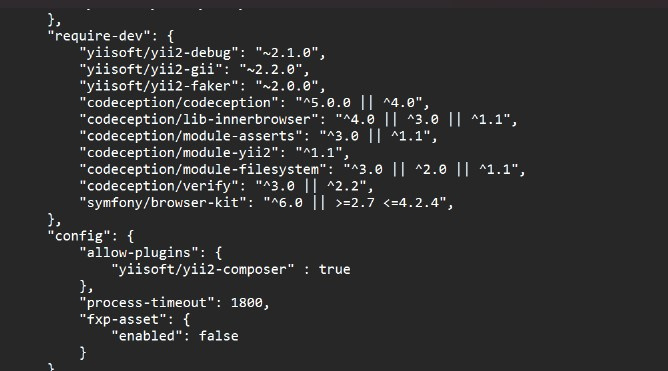 },
"require-dev": {
"yiisoft/yii2-debug": "~2.1.0",
"yiisoft/yii2-gii": "~2.2.0",
"yiisoft/yii2-faker": "~2.0.0",
"codeception/codeception": "^5.0.0 || ^4.0",
"codeception/lib-innerbrowser": "^4.0 || ^3.0 || ^1.1",
"codeception/module-asserts": "^3.0 || ^1.1",
"codeception/module-yii2": "^1.1",
"codeception/module-filesystem": "^3.0 || ^2.0 || ^1.1",
"codeception/verify": "^3.0 || ^2.2",
"symfony/browser-kit": "^6.0 || >=2.7 <=4.2.4",
},
"config": {
"allow-plugins": {
"yiisoft/yii2-composer" : true
},
"process-timeout": 1800,
"fxp-asset": {
"enabled": false
}